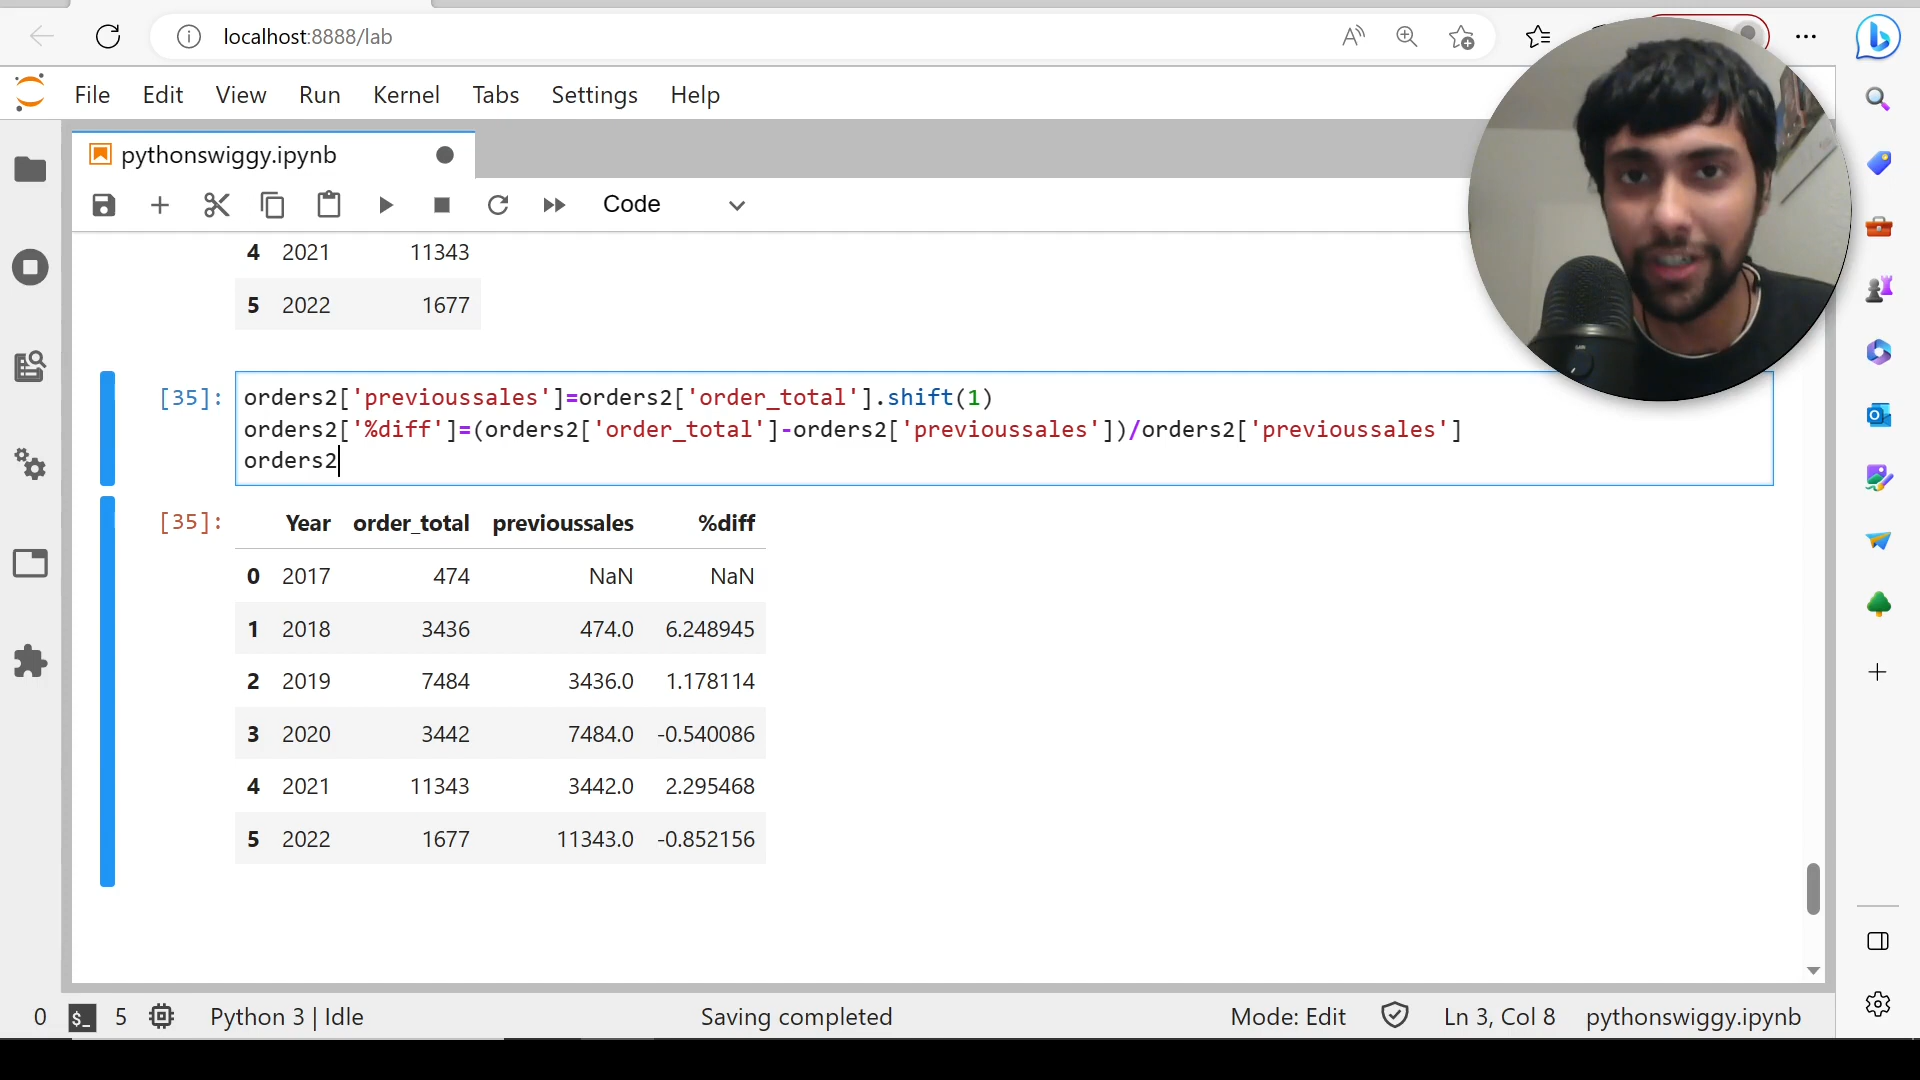 localhost:8888/lab
File Edit View Run Kernel Tabs Settings Help
pythonswiggy.ipynb
Code
4 2021 11343
5 2022 1677
[35]: orders2['previoussales']=orders2['order_total'].shift(1)
orders2['%diff']=(orders2['order_total']-orders2['previoussales'])/orders2['previoussales']
orders2
[35]: Year order_total previoussales %diff
0 2017 474 NaN NaN
1 2018 3436 474.0 6.248945
2 2019 7484 3436.0 1.178114
3 2020 3442 7484.0 -0.540086
4 2021 11343 3442.0 2.295468
5 2022 1677 11343.0 -0.852156
0 $_ 5 Python 3 | Idle Saving completed Mode: Edit Ln 3, Col 8 pythonswiggy.ipynb